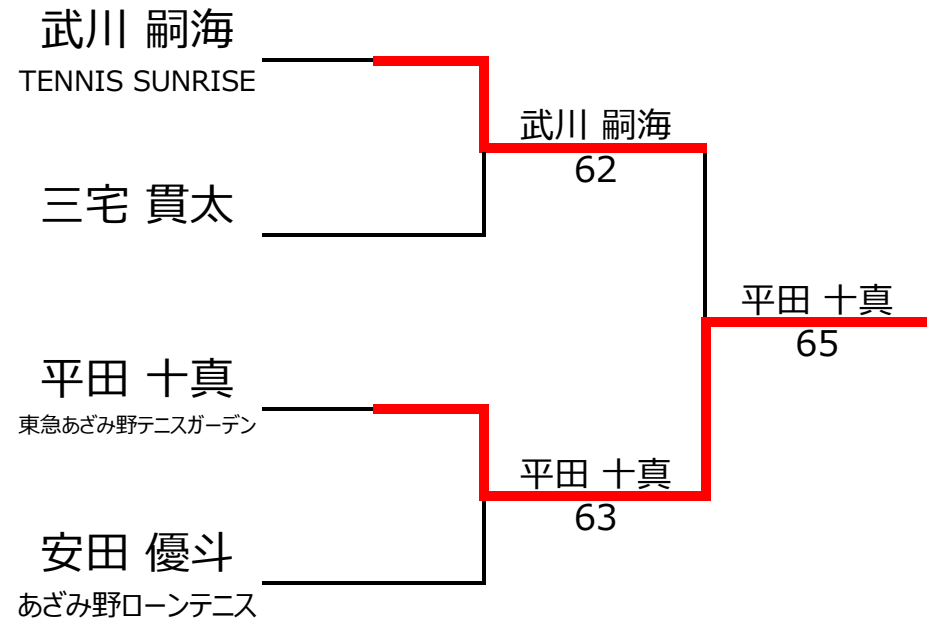 武川 嗣海
TENNIS SUNRISE
武川 嗣海
62
三宅 貫太
平田 十真
65
平田 十真
東急あざみ野テニスガーデン
平田 十真
63
安田 優斗
あざみ野ローンテニス